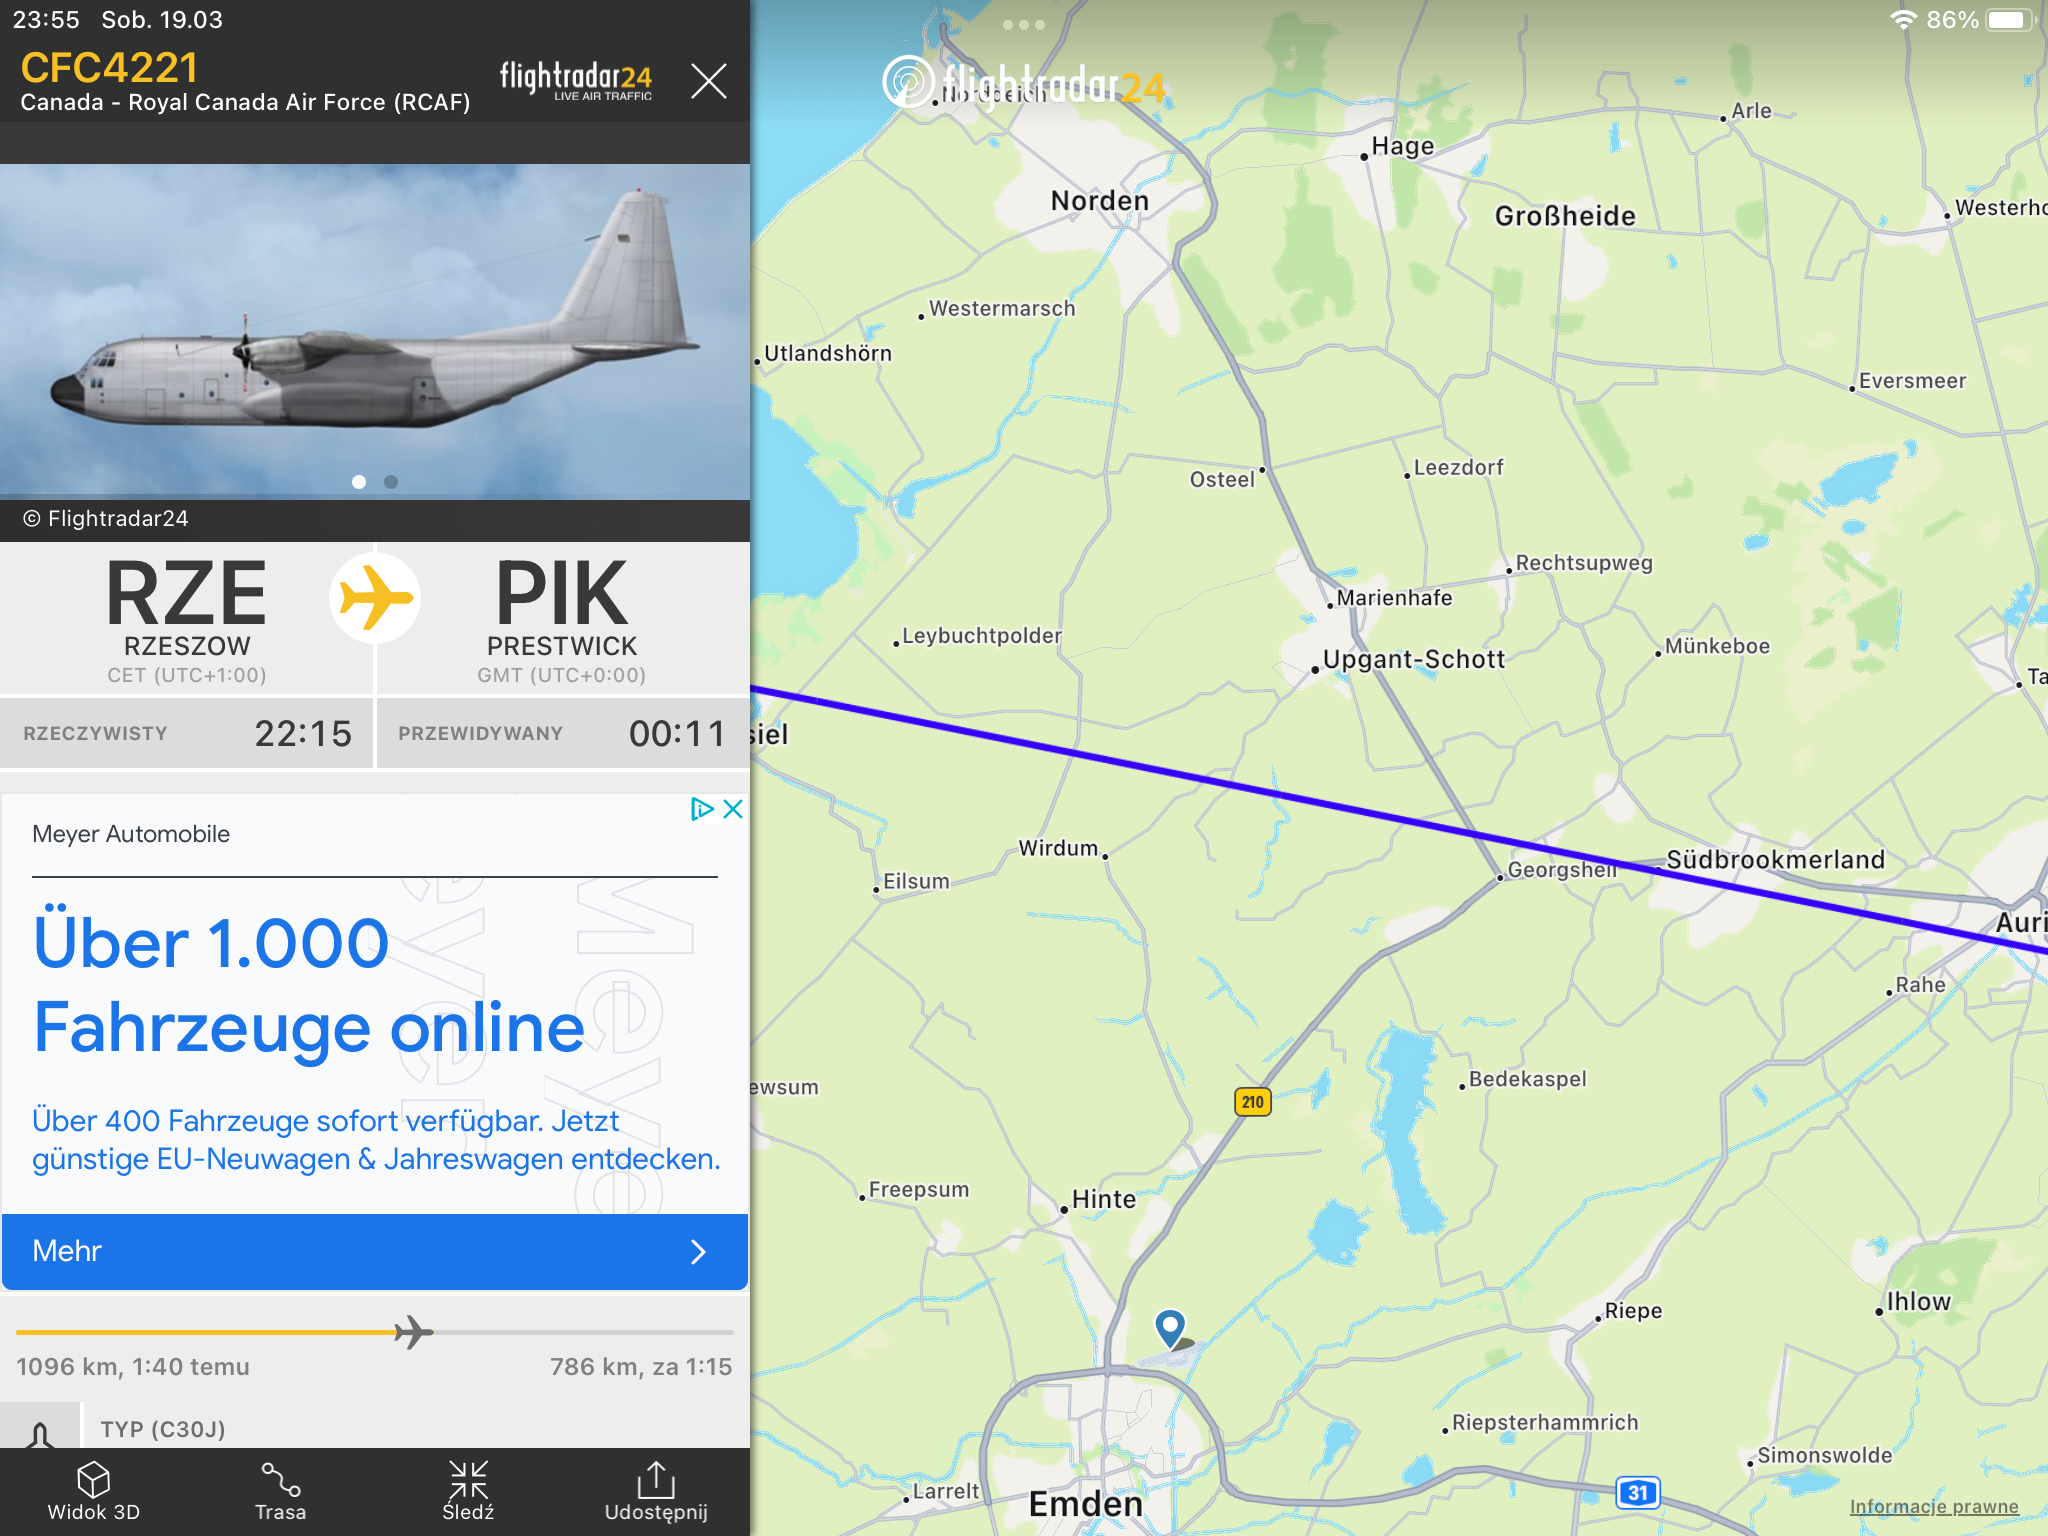 23:55 Sob. 19.03
86%
CFC4221
Canada - Royal Canada Air Force (RCAF)
flightradar24
LIVE AIR TRAFFIC
© Flightradar24
RZE
RZESZOW
CET (UTC+1:00)
PIK
PRESTWICK
GMT (UTC+0:00)
RZECZYWISTY 22:15
PRZEWIDYWANY 00:11
Meyer Automobile
Meyer
Meye
Über 1.000
Fahrzeuge online
Über 400 Fahrzeuge sofort verfügbar. Jetzt
günstige EU-Neuwagen & Jahreswagen entdecken.
Mehr
1096 km, 1:40 temu
786 km, za 1:15
TYP (C30J)
Widok 3D
Trasa
Śledź
Udostępnij
flightradar24
Norddeich
Arle
Hage
Norden
Großheide
Westerho
Westermarsch
Utlandshörn
Eversmeer
Osteel
Leezdorf
Rechtsupweg
Marienhafe
Leybuchtpolder
Münkeboe
Upgant-Schott
Ta
siel
Wirdum
Südbrookmerland
Georgsheil
Eilsum
Auri
Rahe
ewsum
Bedekaspel
210
Freepsum
Hinte
Ihlow
Riepe
Riepsterhammrich
Simonswolde
Larrelt
31
Emden
Informacje prawne